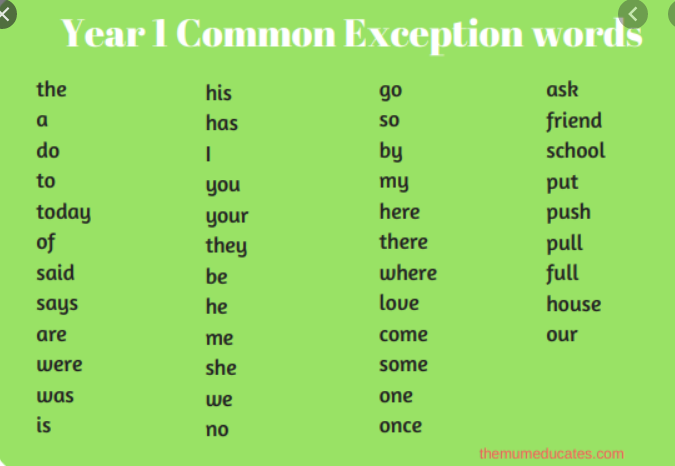 Year 1 Common Exception words
the
a
do
to
today
of
said
says
are
were
was
is
his
has
I
you
your
they
be
he
me
she
we
no
go
so
by
my
here
there
where
love
come
some
one
once
ask
friend
school
put
push
pull
full
house
our
themumeducates.com